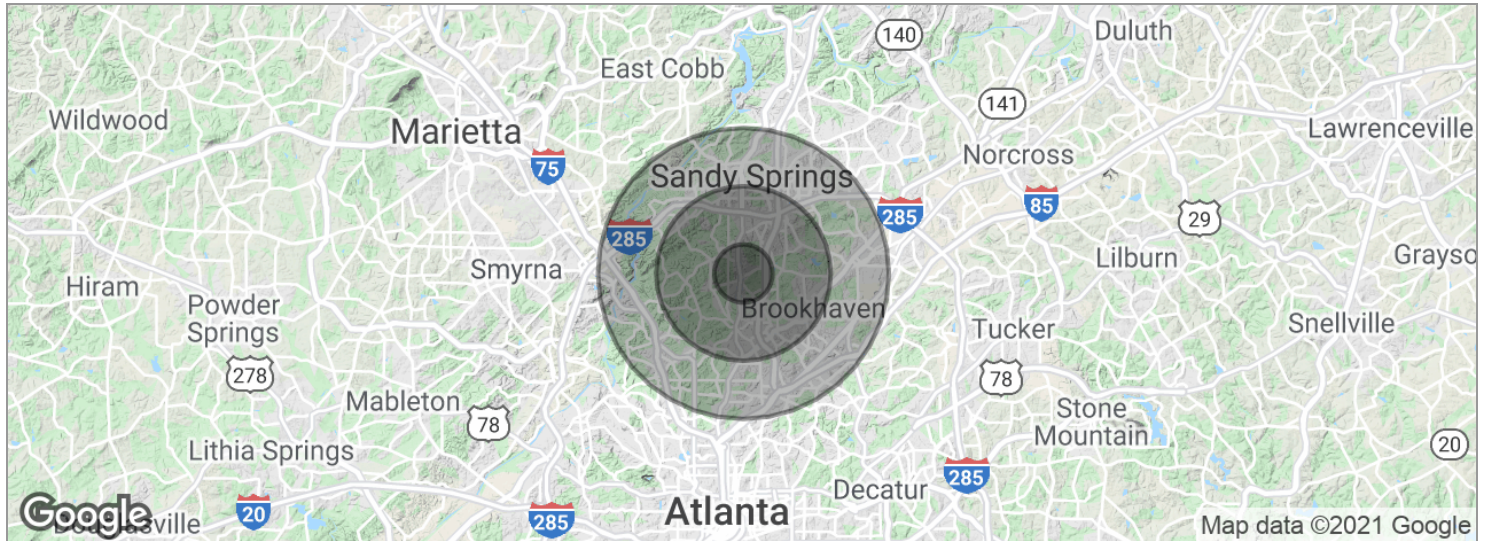 140
Duluth
East Cobb
141
Wildwood
Marietta
Lawrenceville
Norcross
75
Sandy Springs
85
285
29
285
Smyrna
Lilburn
Grayso
Hiram
Powder
Springs
Brookhaven
Tucker
Snellville
278
78
Mableton
78
Stone
Mountain
20
Lithia Springs
285
Decatur
Google
Douglasville
20
285
Atlanta
Map data ©2021 Google